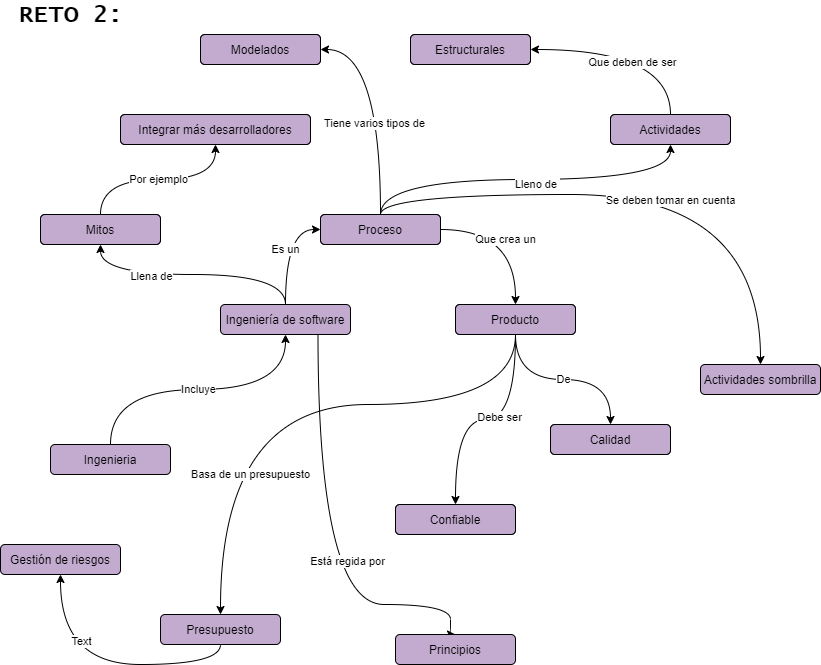 RETO 2:
Modelados
Estructurales
Que deben de ser
Tiene varios tipos de
Integrar más desarrolladores
Actividades
Por ejemplo
Lleno de
Se deben tomar en cuenta
Mitos
Proceso
Que crea un
Es un
Llena de
Ingeniería de software
Producto
Incluye
De
Actividades sombrilla
Debe ser
Calidad
Ingenieria
Basa de un presupuesto
Confiable
Gestión de riesgos
Está regida por
Presupuesto
Text
Principios